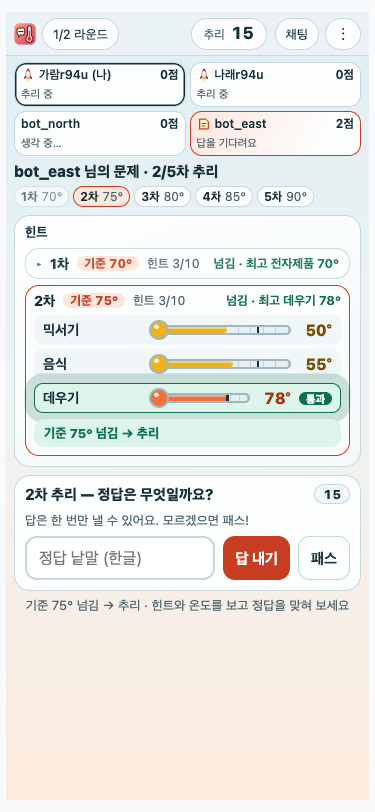 1/2 라운드 추리 15 채팅 ⋮
가람r94u (나) 0점
추리 중
나래r94u 0점
추리 중
bot_north 0점
생각 중...
bot_east 2점
답을 기다려요
bot_east 님의 문제 · 2/5차 추리
1차 70° 2차 75° 3차 80° 4차 85° 5차 90°
힌트
1차 기준 70° 힌트 3/10 넘김 · 최고 전자제품 70°
2차 기준 75° 힌트 3/10 넘김 · 최고 데우기 78°
믹서기 50°
음식 55°
데우기 78° 통과
기준 75° 넘김 → 추리
2차 추리 — 정답은 무엇일까요? 15
답은 한 번만 낼 수 있어요. 모르겠으면 패스!
정답 낱말 (한글) 답 내기 패스
기준 75° 넘김 → 추리 · 힌트와 온도를 보고 정답을 맞혀 보세요